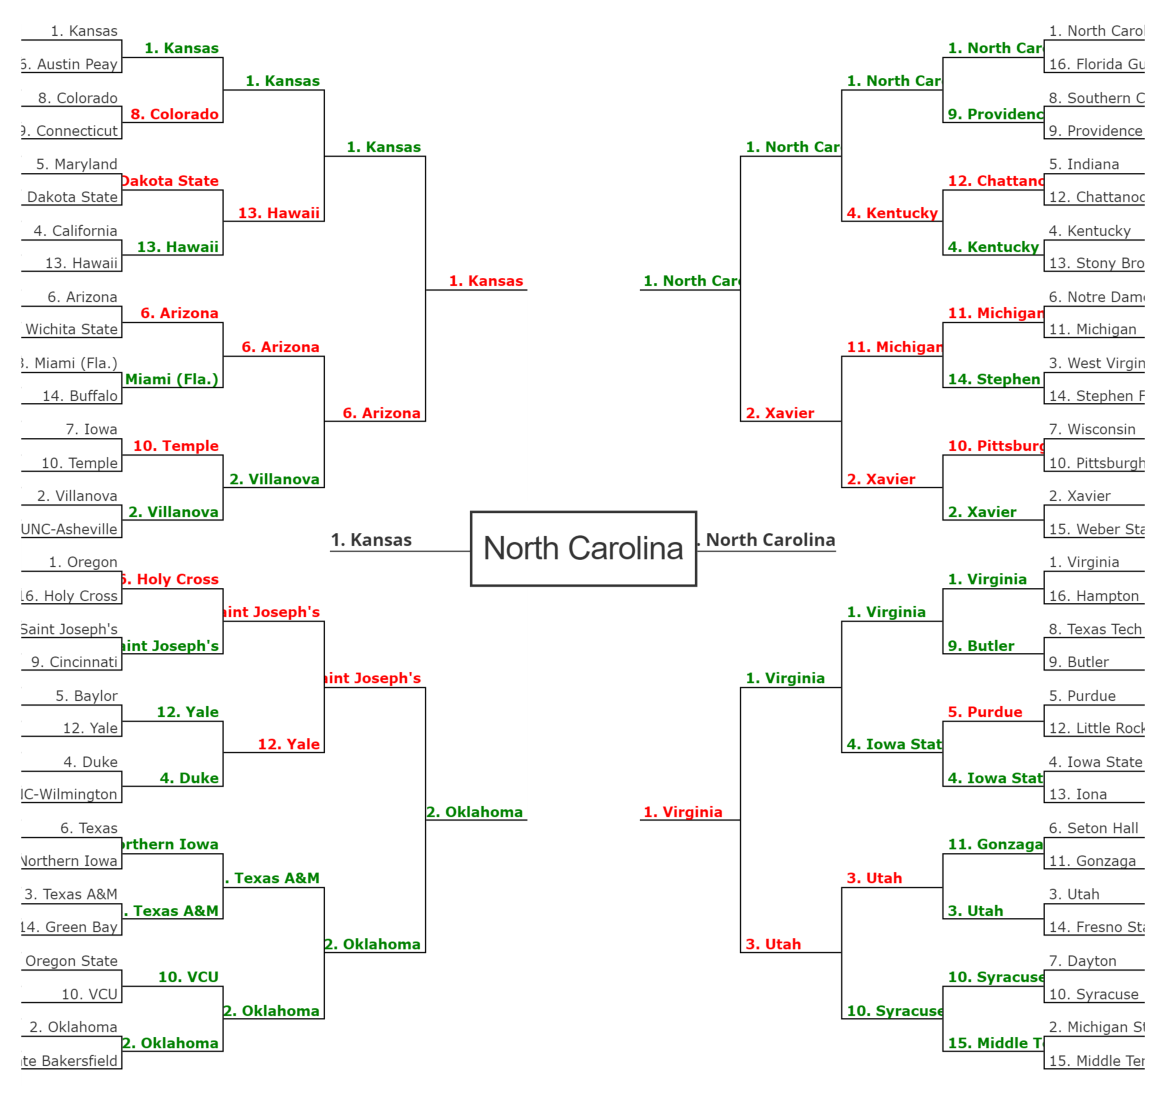 1. Kansas
6. Austin Peay
8. Colorado
9. Connecticut
5. Maryland
Dakota State
4. California
13. Hawaii
6. Arizona
Wichita State
3. Miami (Fla.)
14. Buffalo
7. Iowa
10. Temple
2. Villanova
UNC-Asheville
1. Oregon
16. Holy Cross
Saint Joseph's
9. Cincinnati
5. Baylor
12. Yale
4. Duke
NC-Wilmington
6. Texas
Northern Iowa
3. Texas A&M
14. Green Bay
Oregon State
10. VCU
2. Oklahoma
te Bakersfield
1. Kansas
8. Colorado
Dakota State
13. Hawaii
6. Arizona
Miami (Fla.)
10. Temple
2. Villanova
6. Holy Cross
aint Joseph's
12. Yale
4. Duke
orthern Iowa
. Texas A&M
10. VCU
2. Oklahoma
1. Kansas
13. Hawaii
6. Arizona
2. Villanova
aint Joseph's
12. Yale
. Texas A&M
2. Oklahoma
1. Kansas
6. Arizona
aint Joseph's
2. Oklahoma
1. Kansas
2. Oklahoma
1. Kansas
North Carolina
. North Carolina
1. North Car
1. Virginia
1. North Car
2. Xavier
1. Virginia
3. Utah
1. North Car
4. Kentucky
11. Michigan
2. Xavier
1. Virginia
4. Iowa Stat
3. Utah
10. Syracuse
1. North Car
9. Providenc
12. Chattano
4. Kentucky
11. Michigan
14. Stephen
10. Pittsburg
2. Xavier
1. Virginia
9. Butler
5. Purdue
4. Iowa Stat
11. Gonzaga
3. Utah
10. Syracuse
15. Middle T
1. North Carol
16. Florida Gu
8. Southern C
9. Providence
5. Indiana
12. Chattanoo
4. Kentucky
13. Stony Bro
6. Notre Dame
11. Michigan
3. West Virgin
14. Stephen F
7. Wisconsin
10. Pittsburgh
2. Xavier
15. Weber Sta
1. Virginia
16. Hampton
8. Texas Tech
9. Butler
5. Purdue
12. Little Rock
4. Iowa State
13. Iona
6. Seton Hall
11. Gonzaga
3. Utah
14. Fresno Sta
7. Dayton
10. Syracuse
2. Michigan St
15. Middle Ten